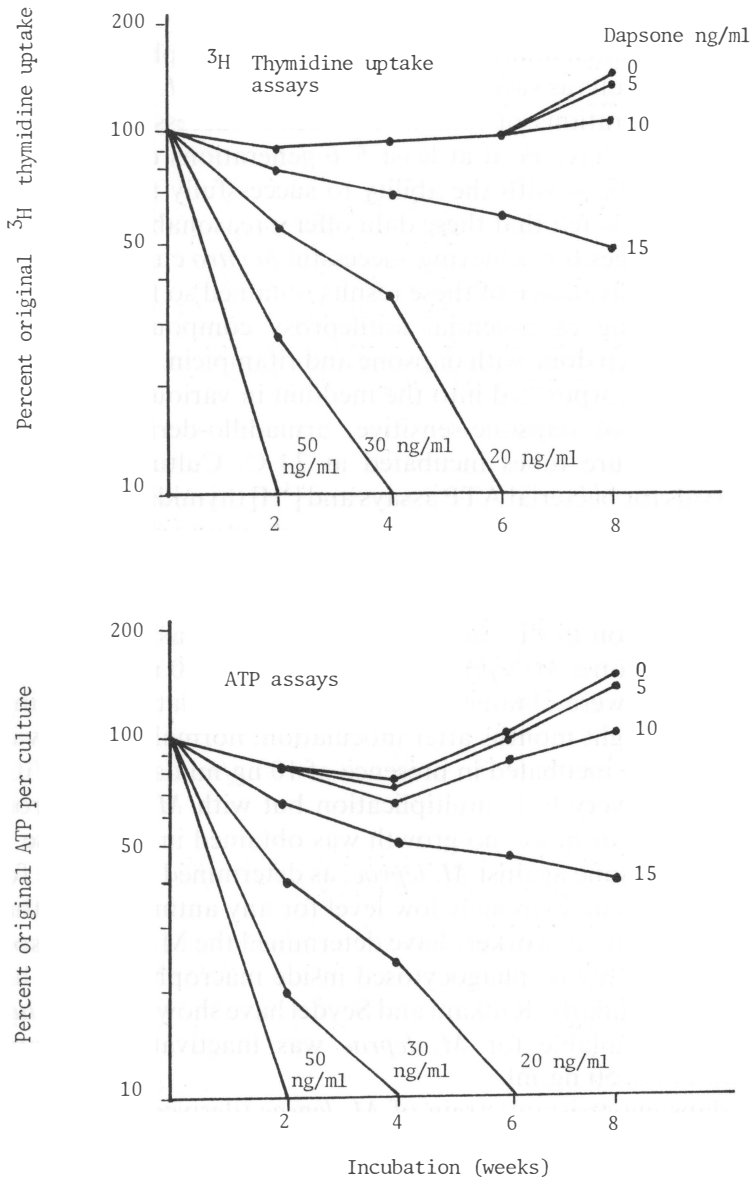 Percent original ³H thymidine uptake
200
100
50
10
³H Thymidine uptake
assays
Dapsone ng/ml
0
5
10
15
50
ng/ml
30 ng/ml
20 ng/ml
2
4
6
8
Percent original ATP per culture
200
100
50
10
ATP assays
0
5
10
15
50
ng/ml
30
ng/ml
20 ng/ml
2
4
6
8
Incubation (weeks)